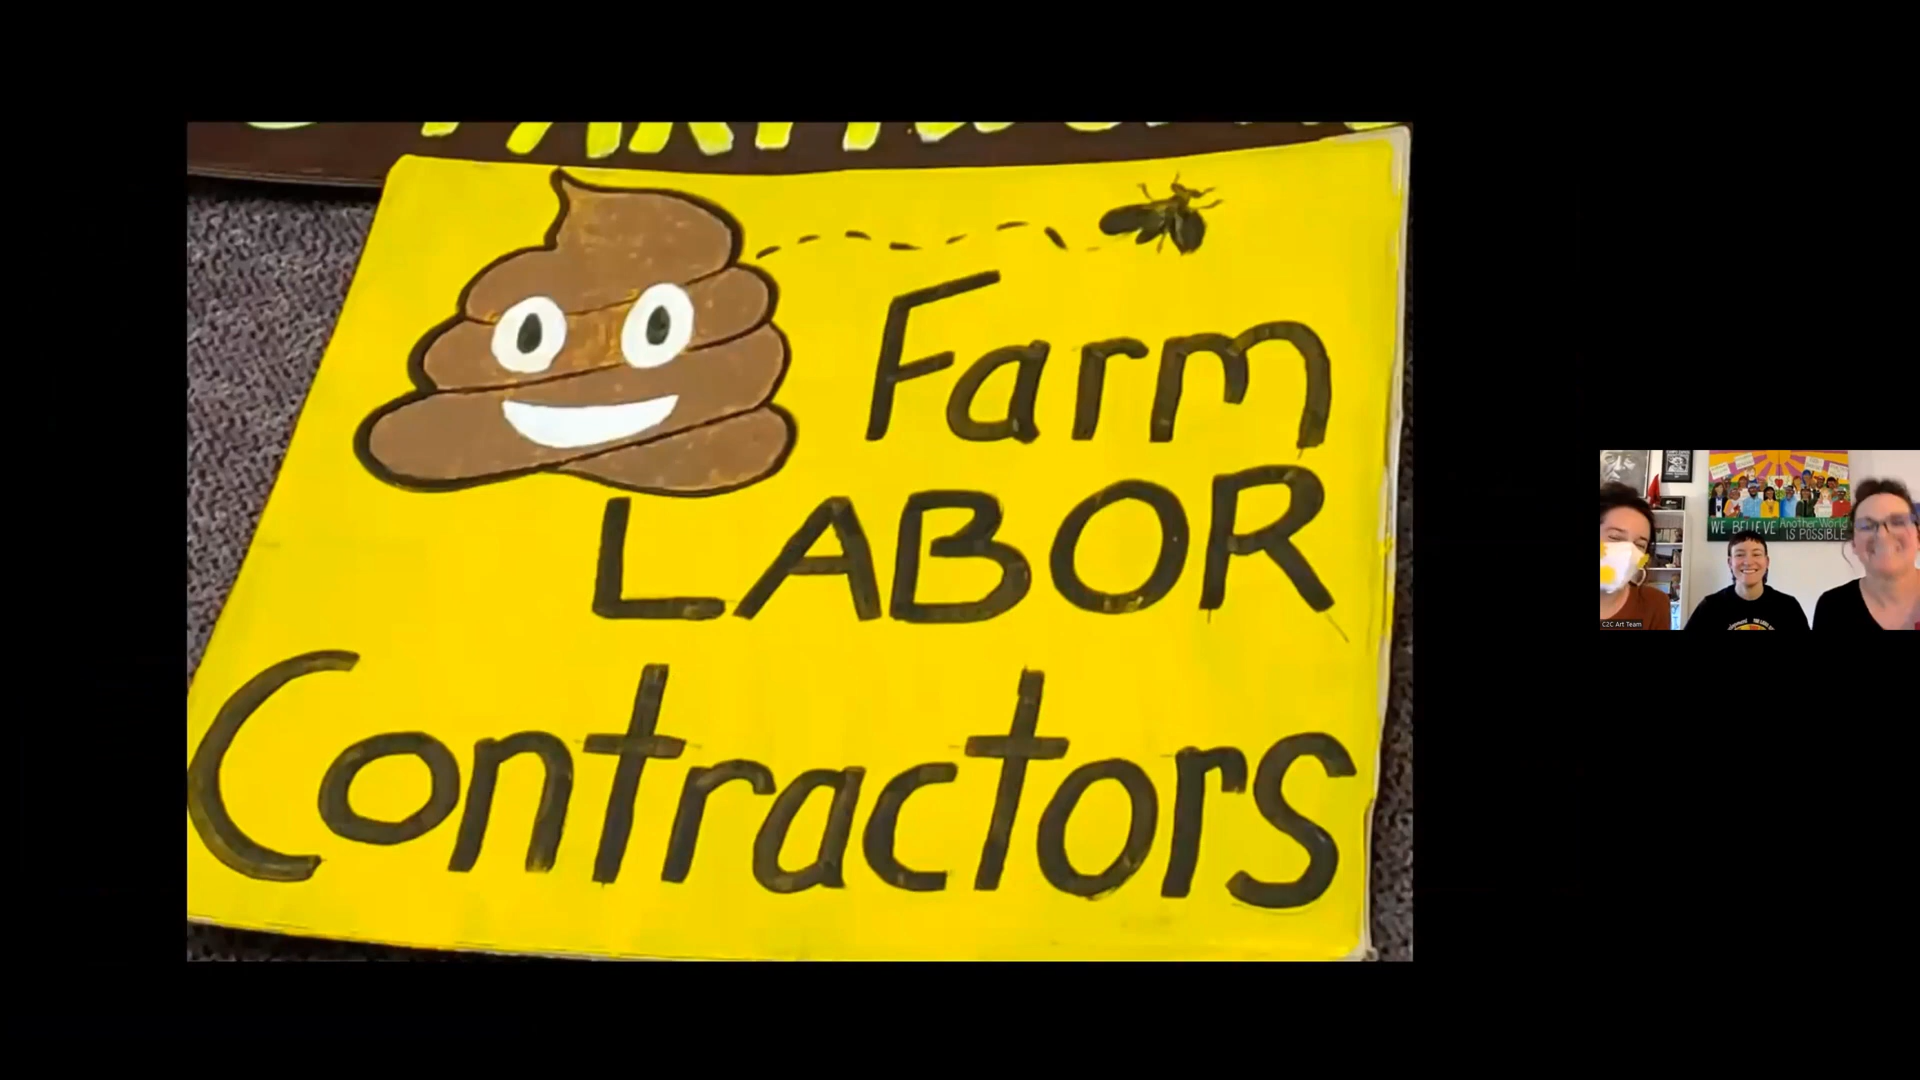 Farm
LABOR
Contractors
WE BELIEVE Another World
IS POSSIBLE
C2C Art Team